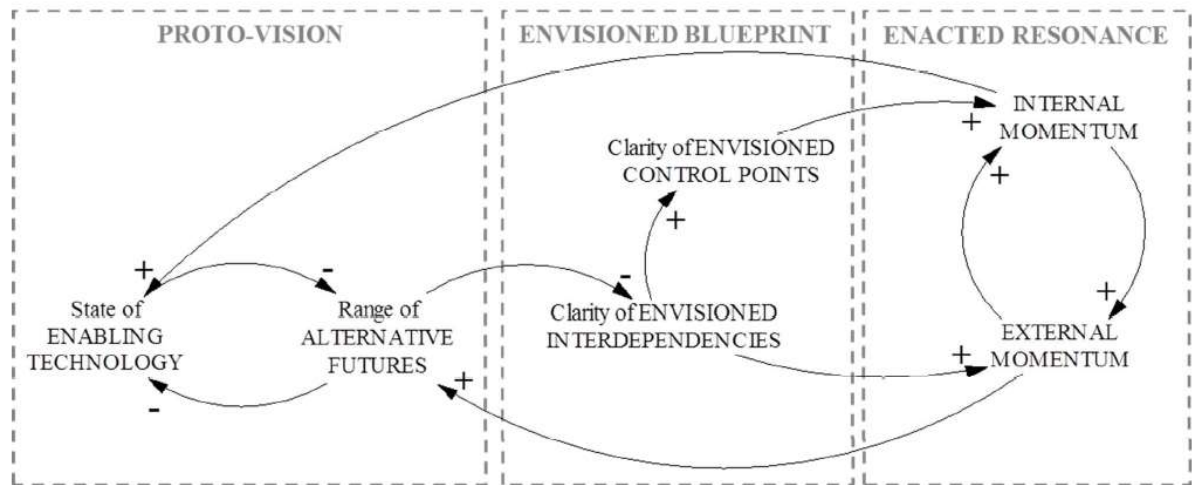 PROTO-VISION
ENVISIONED BLUEPRINT
ENACTED RESONANCE
INTERNAL
MOMENTUM
+
+
Clarity of ENVISIONED
CONTROL POINTS
+
+
-
-
+
State of
ENABLING
TECHNOLOGY
Range of
ALTERNATIVE
FUTURES
Clarity of ENVISIONED
INTERDEPENDENCIES
EXTERNAL
MOMENTUM
+
+
-